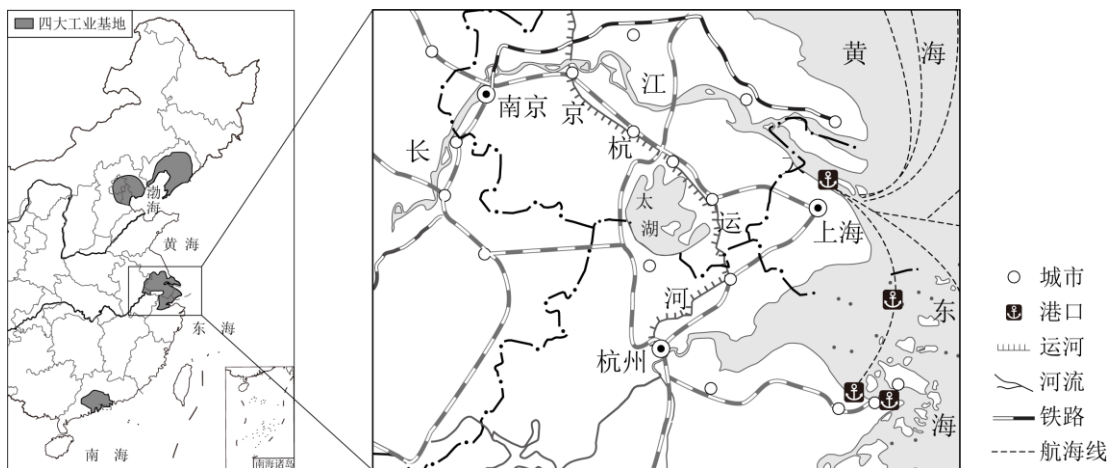 四大工业基地
渤海
黄海
东海
南海
南海诸岛
黄海
长江
南京
京杭运河
太湖
上海
杭州
东海
城市
港口
运河
河流
铁路
航海线